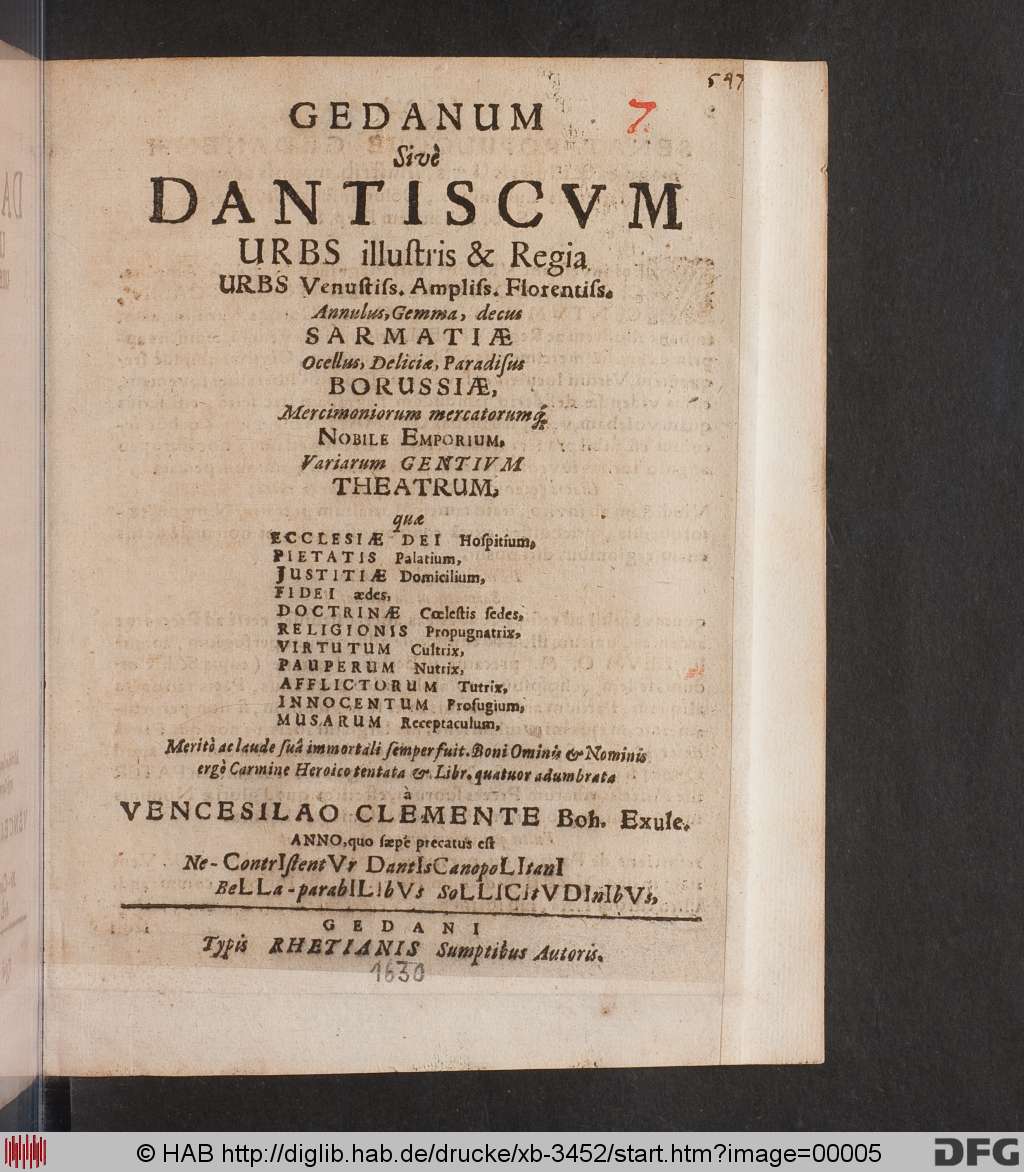 597
GEDANUM
7.
Sivè
DANTISCVM
URBS illuſtris & Regia
URBS Venuſtiſs. Ampliſs. Florentiſs.
Annulus, Gemma, decus
SARMATIÆ
Ocellus, Deliciæ, Paradiſus
BORUSSIÆ,
Mercimoniorum mercatorumq́;
NOBILE EMPORIUM,
Variarum GENTIVM
THEATRUM,
quæ
ECCLESIÆ DEI Hoſpitium,
PIETATIS Palatium,
JUSTITIÆ Domicilium,
FIDEI ædes,
DOCTRINÆ Cœleſtis ſedes,
RELIGIONIS Propugnatrix,
VIRTUTUM Cultrix,
PAUPERUM Nutrix,
AFFLICTORUM Tutrix,
INNOCENTUM Profugium,
MUSARUM Receptaculum,
Meritò ac laude ſuâ immortali ſemper fuit. Boni Ominis & Nominis
ergò Carmine Heroico tentata & Libr. quatuor adumbrata
à
VENCESILAO CLEMENTE Boh. Exule.
ANNO, quo ſæpè precatus eſt
Ne-ContrIſtentVr DantIsCanopoLItanI
BeLLa-parabILIbVs SoLLICitVDInIbVs,
GEDANI
Typis RHETIANIS Sumptibus Autoris.
1630
© HAB http://diglib.hab.de/drucke/xb-3452/start.htm?image=00005
DFG